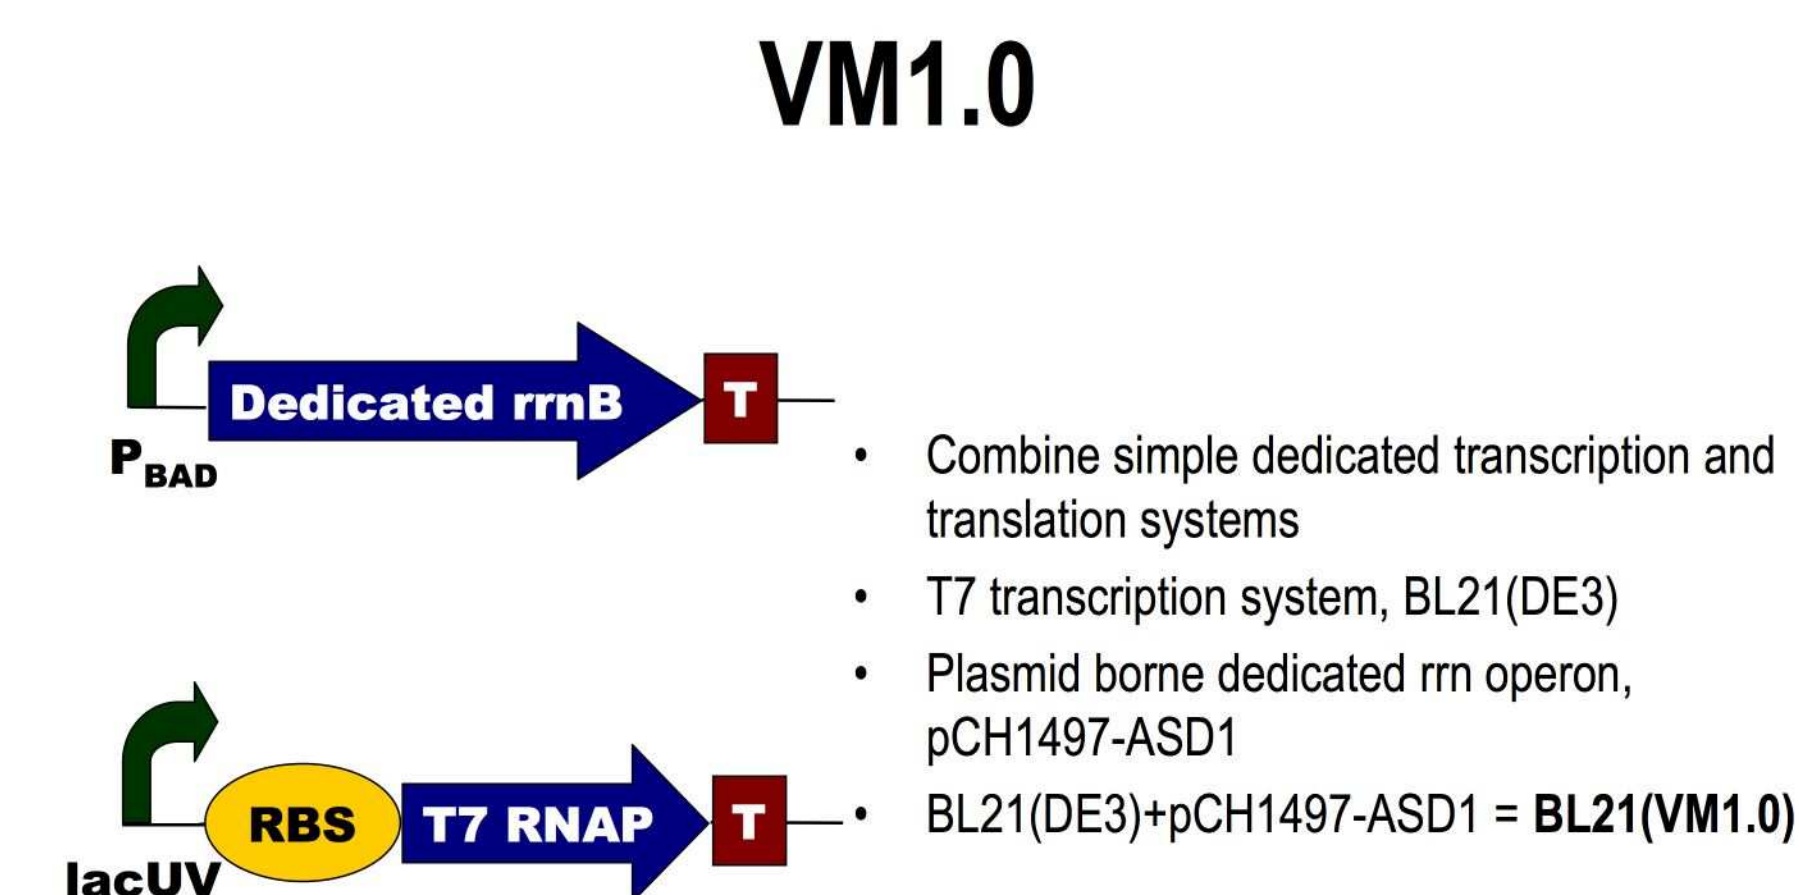 VM1.0
Dedicated rrnB
T
PBAD
• Combine simple dedicated transcription and
translation systems
• T7 transcription system, BL21(DE3)
• Plasmid borne dedicated rrn operon,
pCH1497-ASD1
• BL21(DE3)+pCH1497-ASD1 = BL21(VM1.0)
RBS
T7 RNAP
T
lacUV